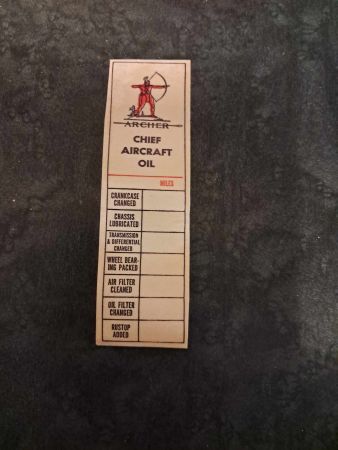 ARCHER
CHIEF
AIRCRAFT
OIL
MILES
CRANKCASE
CHANGED
CHASSIS
LUBRICATED
TRANSMISSION
& DIFFERENTIAL
CHANGED
WHEEL BEAR-
ING PACKED
AIR FILTER
CLEANED
OIL FILTER
CHANGED
RUSTOP
ADDED